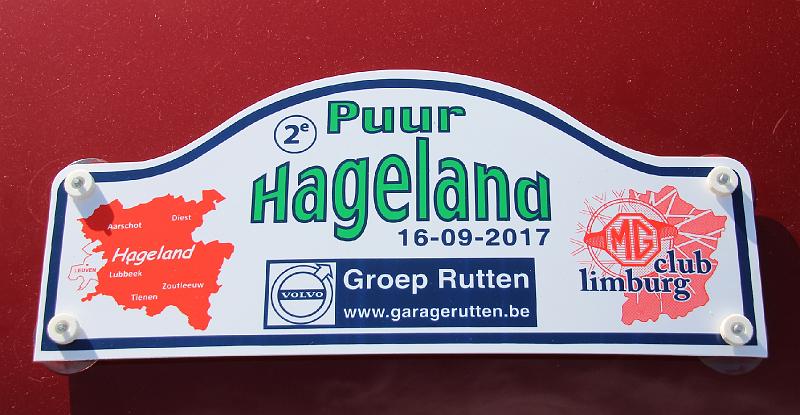 2e Puur
Hageland
16-09-2017
Aarschot
Diest
Hageland
LEUVEN
Lubbeek
Zoutleeuw
Tienen
VOLVO
Groep Rutten
www.garagerutten.be
MG
club
limburg